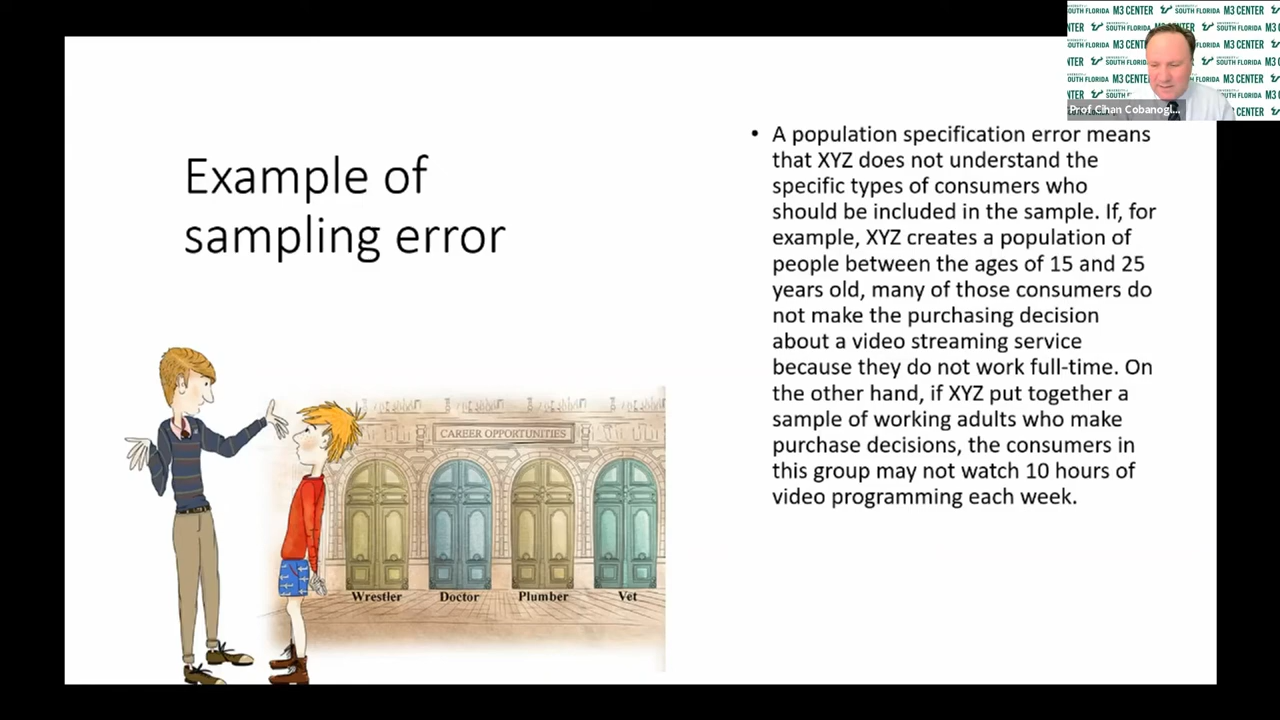 Example of
sampling error
CAREER OPPORTUNITIES
Wrestler Doctor Plumber Vet
• A population specification error means
that XYZ does not understand the
specific types of consumers who
should be included in the sample. If, for
example, XYZ creates a population of
people between the ages of 15 and 25
years old, many of those consumers do
not make the purchasing decision
about a video streaming service
because they do not work full-time. On
the other hand, if XYZ put together a
sample of working adults who make
purchase decisions, the consumers in
this group may not watch 10 hours of
video programming each week.
SOUTH FLORIDA M3 CENTER SOUTH FLORIDA M3 CENTER
Prof Cihan Cobanogl...